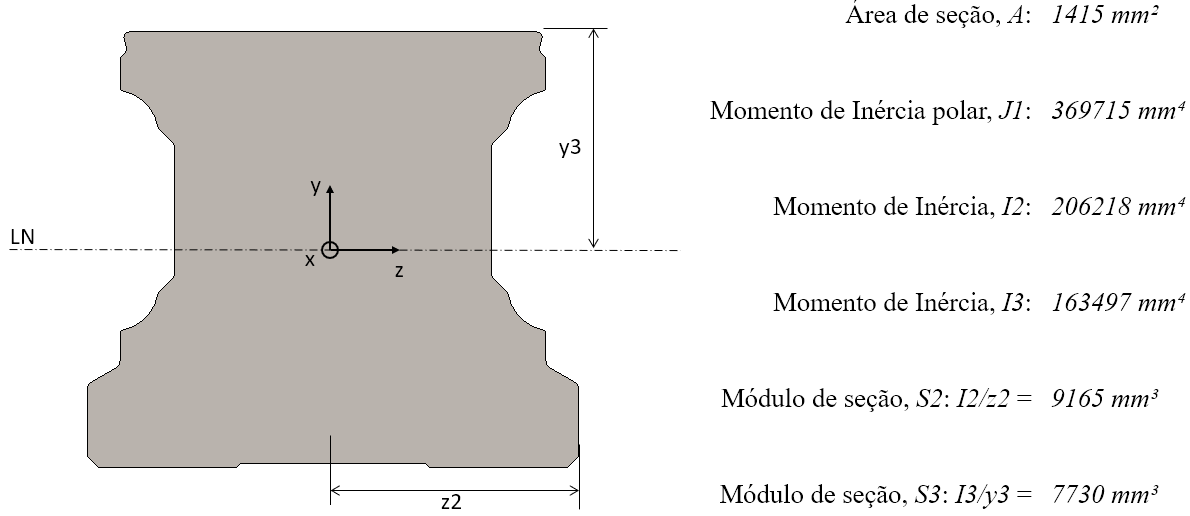 Área de seção, A: 1415 mm²
Momento de Inércia polar, J1: 369715 mm⁴
y3
y
Momento de Inércia, I2: 206218 mm⁴
LN
x
z
Momento de Inércia, I3: 163497 mm⁴
Módulo de seção, S2: I2/z2 = 9165 mm³
z2
Módulo de seção, S3: I3/y3 = 7730 mm³